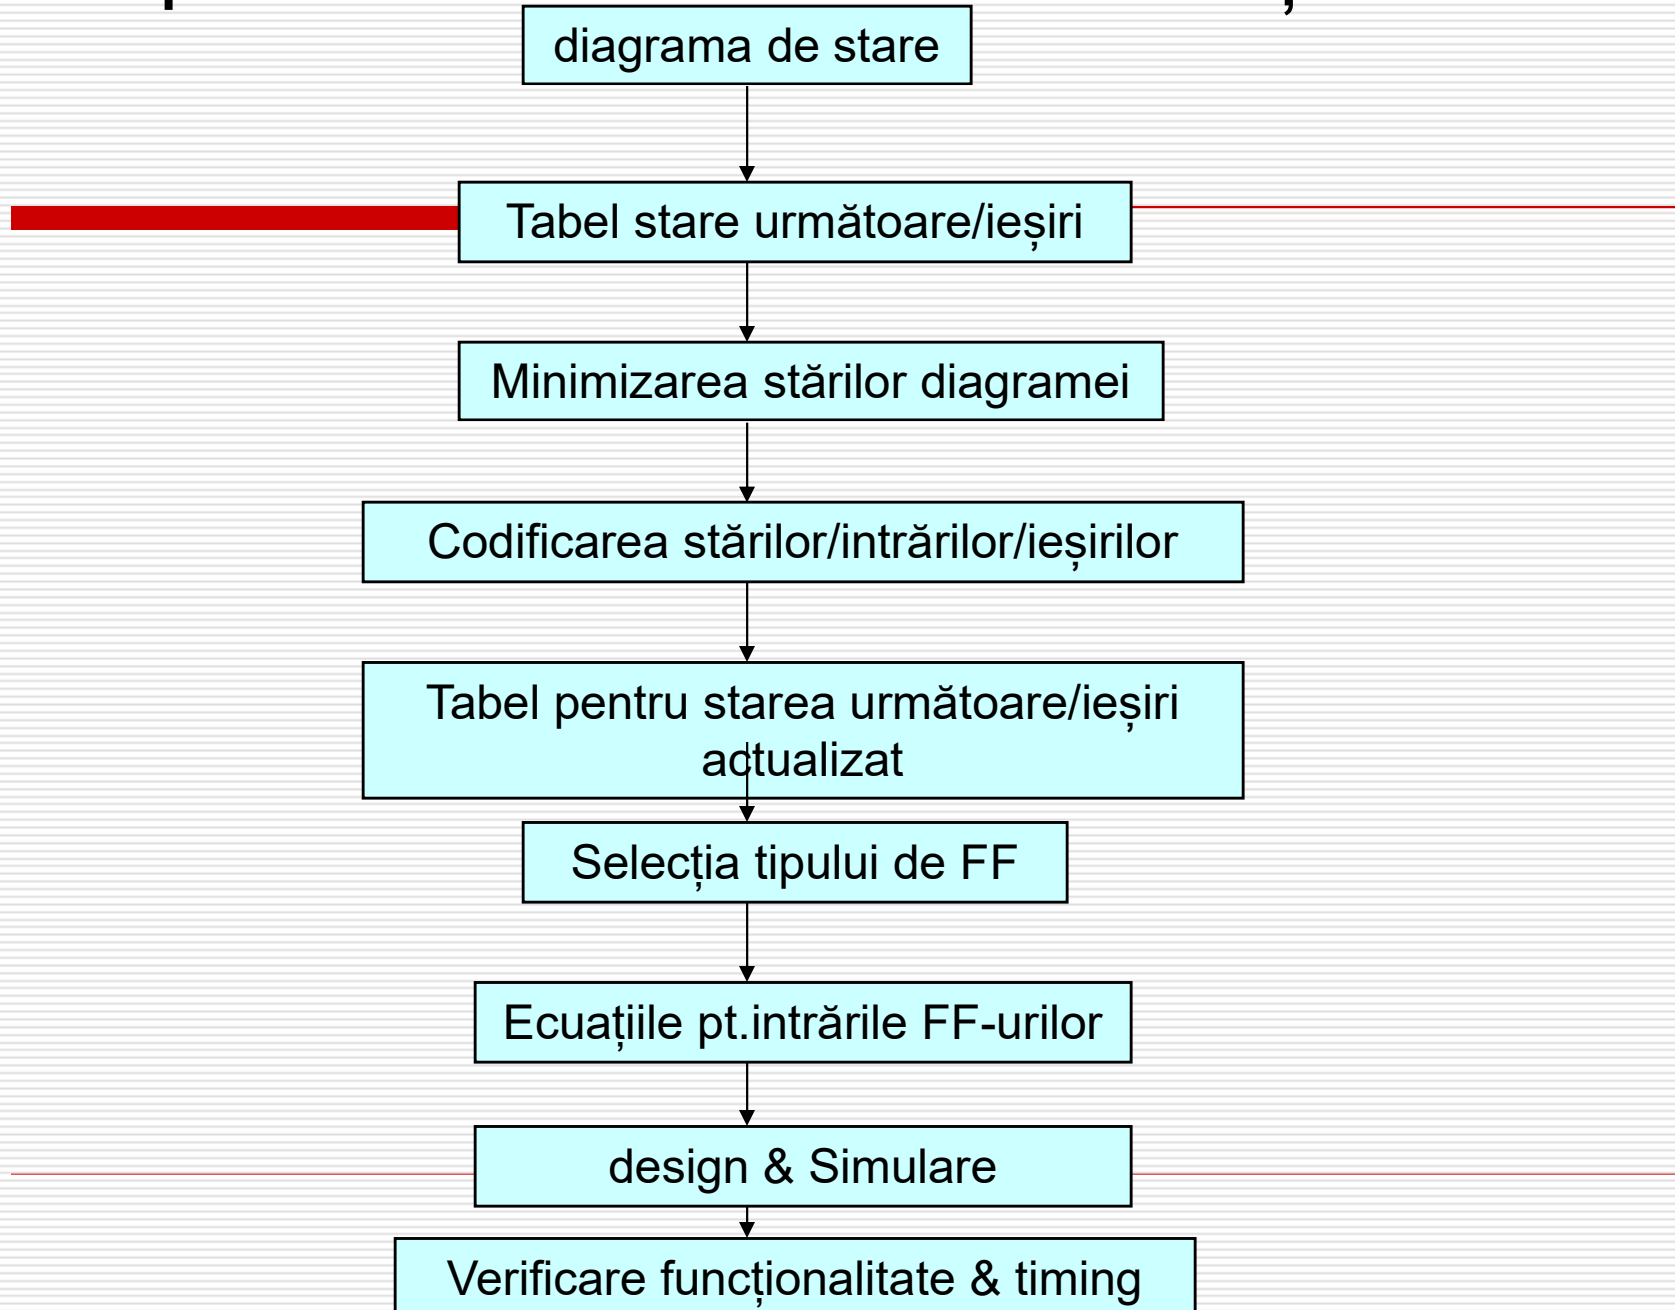 diagrama de stare
Tabel stare următoare/ieșiri
Minimizarea stărilor diagramei
Codificarea stărilor/intrărilor/ieșirilor
Tabel pentru starea următoare/ieșiri
actualizat
Selecția tipului de FF
Ecuațiile pt.intrările FF-urilor
design & Simulare
Verificare funcționalitate & timing